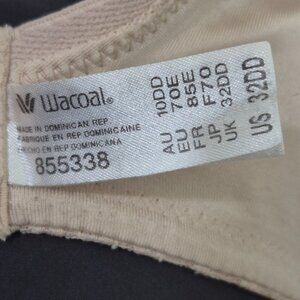 Wacoal®
MADE IN DOMINICAN REP
FABRIQUE EN REP DOMINICAINE
HECHO EN REP DOMINICANA
855338
AU 10DD
EU 70E
FR 85E
JP F70
UK 32DD
US 32DD